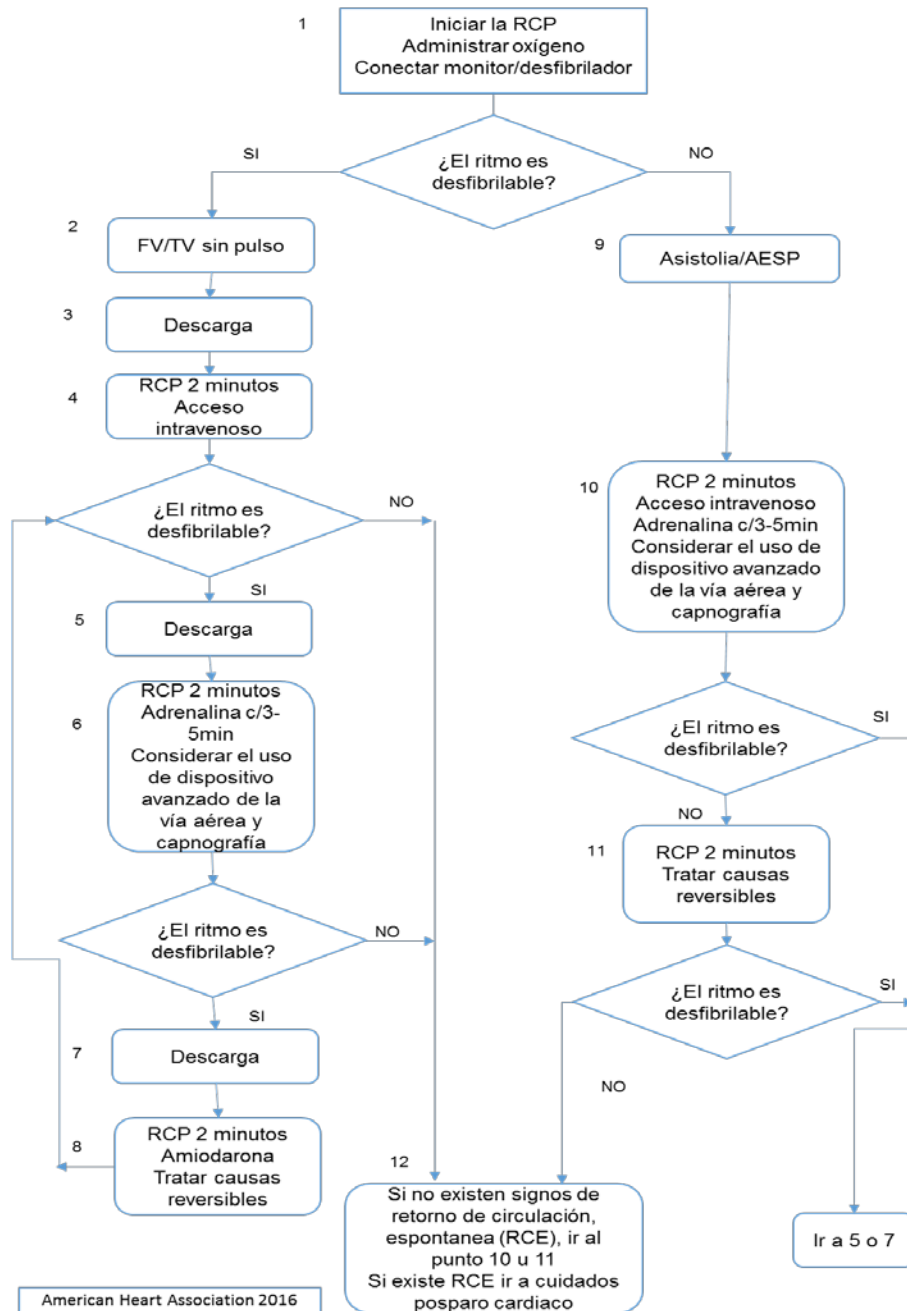 1
Iniciar la RCP
Administrar oxígeno
Conectar monitor/desfibrilador
¿El ritmo es
desfibrilable?
SI
NO
2
FV/TV sin pulso
9
Asistolia/AESP
3
Descarga
4
RCP 2 minutos
Acceso
intravenoso
¿El ritmo es
desfibrilable?
NO
SI
10
RCP 2 minutos
Acceso intravenoso
Adrenalina c/3-5min
Considerar el uso de
dispositivo avanzado
de la vía aérea y
capnografía
5
Descarga
6
RCP 2 minutos
Adrenalina c/3-
5min
Considerar el uso
de dispositivo
avanzado de la
vía aérea y
capnografía
¿El ritmo es
desfibrilable?
SI
NO
11
RCP 2 minutos
Tratar causas
reversibles
¿El ritmo es
desfibrilable?
NO
SI
¿El ritmo es
desfibrilable?
SI
NO
7
Descarga
8
RCP 2 minutos
Amiodarona
Tratar causas
reversibles
12
Si no existen signos de
retorno de circulación,
espontanea (RCE), ir al
punto 10 u 11
Si existe RCE ir a cuidados
posparo cardiaco
Ir a 5 o 7
American Heart Association 2016